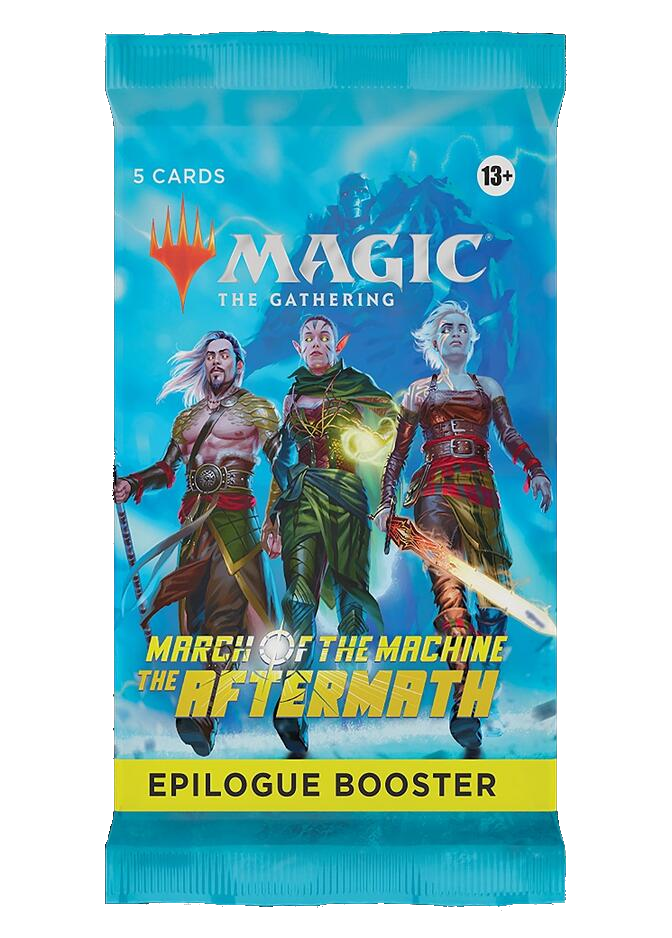 5 CARDS
13+
MAGIC®
THE GATHERING
MARCH OF THE MACHINE
THE AFTERMATH
EPILOGUE BOOSTER